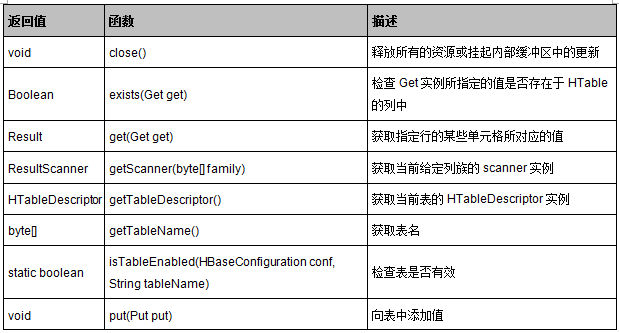 返回值 函数 描述
void close() 释放所有的资源或挂起内部缓冲区中的更新
Boolean exists(Get get) 检查 Get 实例所指定的值是否存在于 HTable
的列中
Result get(Get get) 获取指定行的某些单元格所对应的值
ResultScanner getScanner(byte[] family) 获取当前给定列族的 scanner 实例
HTableDescriptor getTableDescriptor() 获取当前表的 HTableDescriptor 实例
byte[] getTableName() 获取表名
static boolean isTableEnabled(HBaseConfiguration conf,
String tableName) 检查表是否有效
void put(Put put) 向表中添加值